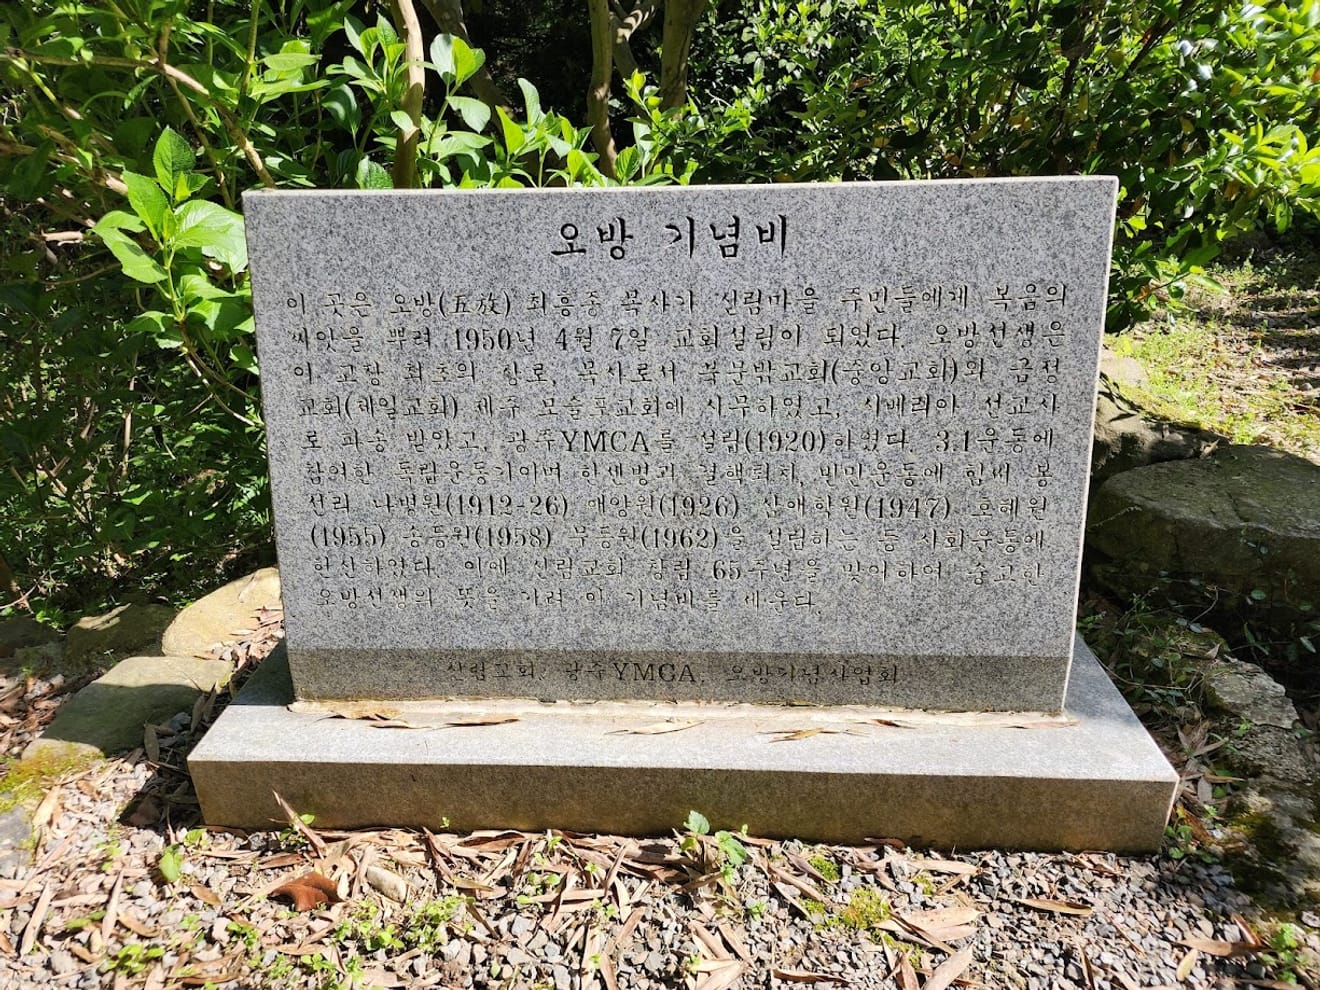 오방 기념비
이 곳은 오방(五放) 최흥종 목사가 신림마을 주민들에게 복음의
씨앗을 뿌려 1950년 4월 7일 교회설립이 되었다. 오방선생은
이 고장 최초의 장로, 목사로서 북문밖교회(중앙교회)와 금정
교회(제일교회) 제주 모슬포교회에 시무하였고, 시베리아 선교사
로 파송 받았고, 광주YMCA를 설립(1920)하였다. 3.1운동에
참여한 독립운동가이며 한센병과 결핵퇴치, 빈민운동에 힘써 봉
선리 나병원(1912-26) 애양원(1926) 삼애학원(1947) 호혜원
(1955) 송등원(1958) 무등원(1962)을 설립하는 등 사회운동에
헌신하였다. 이에 신림교회 창립 65주년을 맞이하여 숭고한
오방선생의 뜻을 기려 이 기념비를 세우다.
신림교회, 광주YMCA, 오방기념사업회